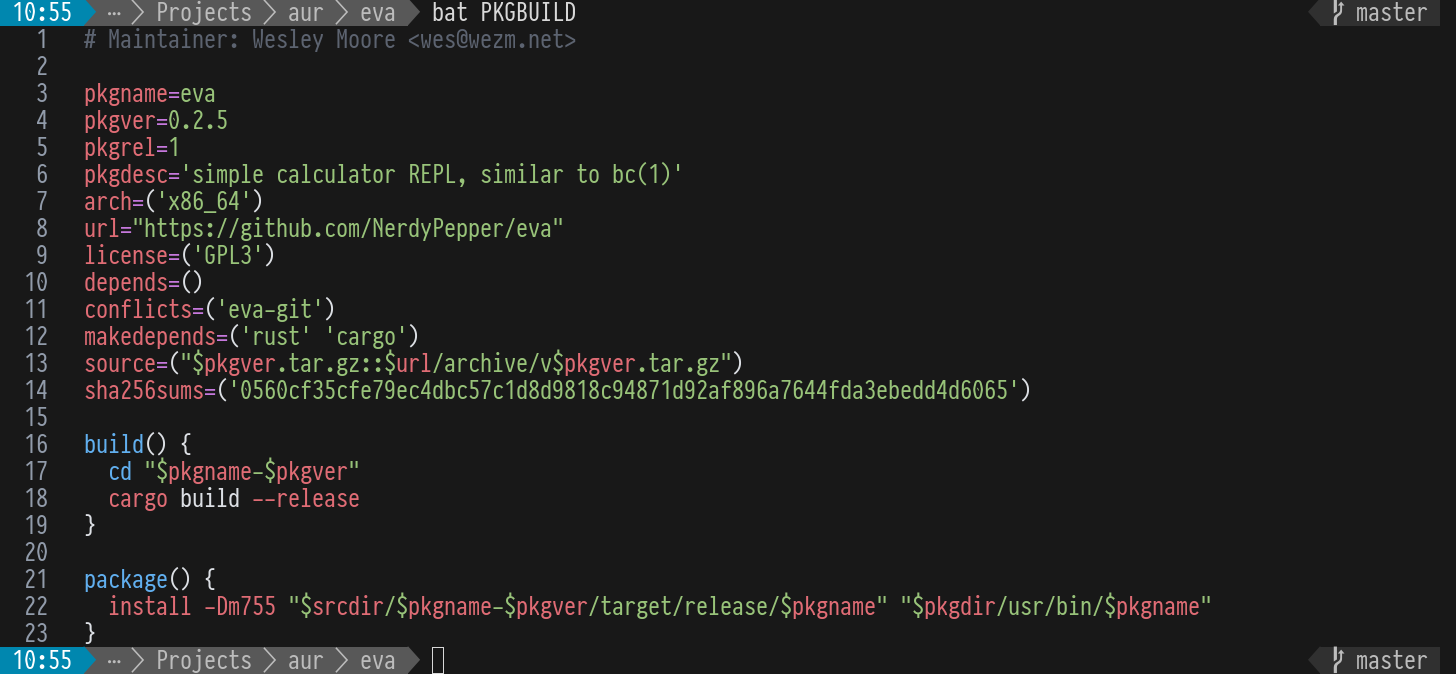 10:55 ⋯ Projects aur eva bat PKGBUILD master
1 # Maintainer: Wesley Moore <wes@wezm.net>
2
3 pkgname=eva
4 pkgver=0.2.5
5 pkgrel=1
6 pkgdesc='simple calculator REPL, similar to bc(1)'
7 arch=('x86_64')
8 url="https://github.com/NerdyPepper/eva"
9 license=('GPL3')
10 depends=()
11 conflicts=('eva-git')
12 makedepends=('rust' 'cargo')
13 source=("$pkgver.tar.gz::$url/archive/v$pkgver.tar.gz")
14 sha256sums=('0560cf35cfe79ec4dbc57c1d8d9818c94871d92af896a7644fda3ebedd4d6065')
15
16 build() {
17   cd "$pkgname-$pkgver"
18   cargo build --release
19 }
20
21 package() {
22   install -Dm755 "$srcdir/$pkgname-$pkgver/target/release/$pkgname" "$pkgdir/usr/bin/$pkgname"
23 }
10:55 ⋯ Projects aur eva master